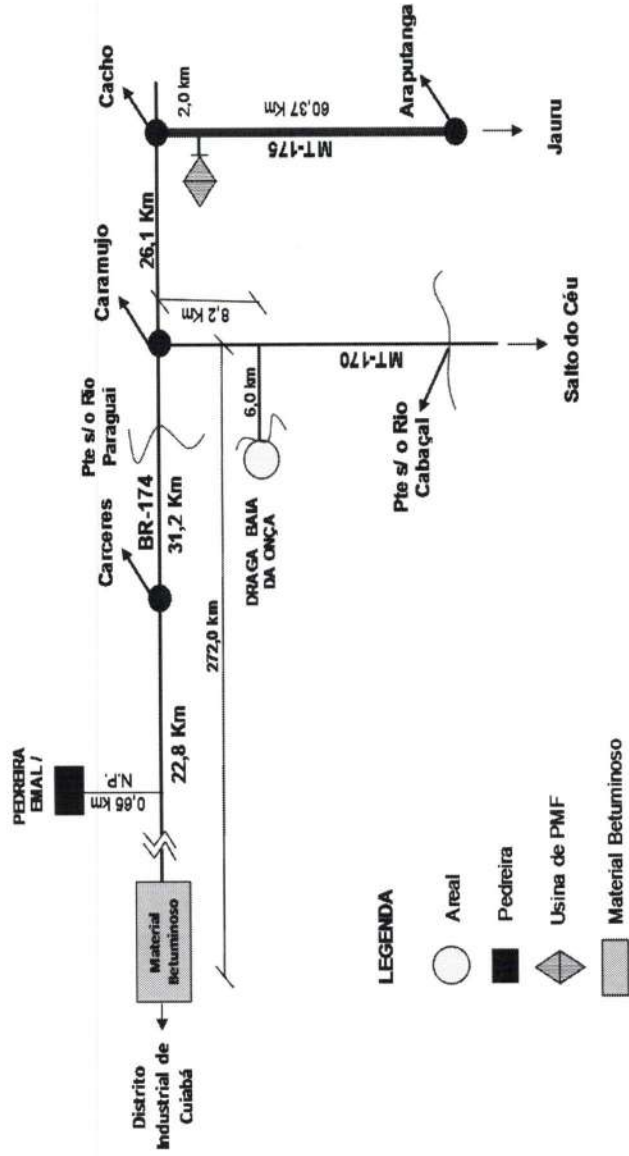 PEDREIRA
EMAL /
0,66 km
N.P.
Material
Betuminoso
Distrito
Industrial de
Cuiabá
22,8 Km
Carceres
BR-174
31,2 Km
Pte s/ o Rio
Paraguai
272,0 km
Caramujo
26,1 Km
8,2 Km
6,0 km
DRAGA BAIA
DA ONÇA
MT-170
Pte s/ o Rio
Cabaçal
Salto do Céu
Cacho
2,0 km
60,37 Km
MT-175
Araputanga
Jauru
LEGENDA
Areal
Pedreira
Usina de PMF
Material Betuminoso